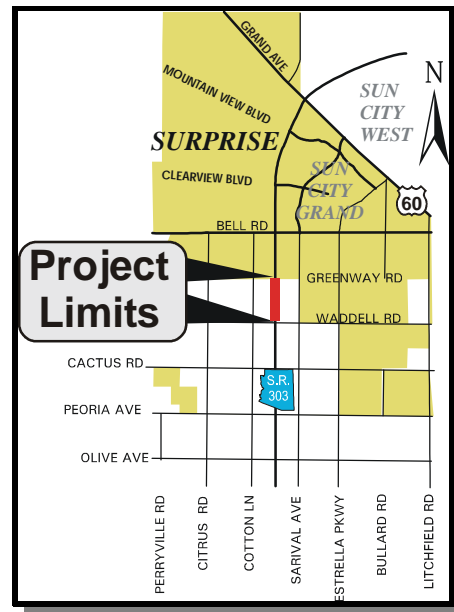 GRAND AVE
MOUNTAIN VIEW BLVD
SUN
CITY
WEST
N
SURPRISE
CLEARVIEW BLVD
SUN
CITY
GRAND
60
BELL RD
Project
Limits
GREENWAY RD
WADDELL RD
CACTUS RD
S.R.
303
PEORIA AVE
OLIVE AVE
PERRYVILLE RD
CITRUS RD
COTTON LN
SARIVAL AVE
ESTRELLA PKWY
BULLARD RD
LITCHFIELD RD